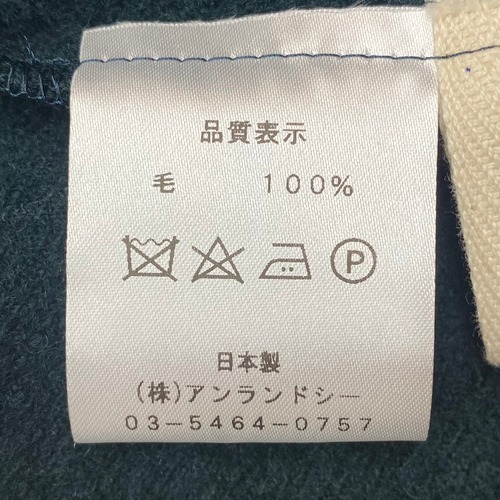 品質表示
毛 100%
P
日本製
(株)アンランドシー
03-5464-0757